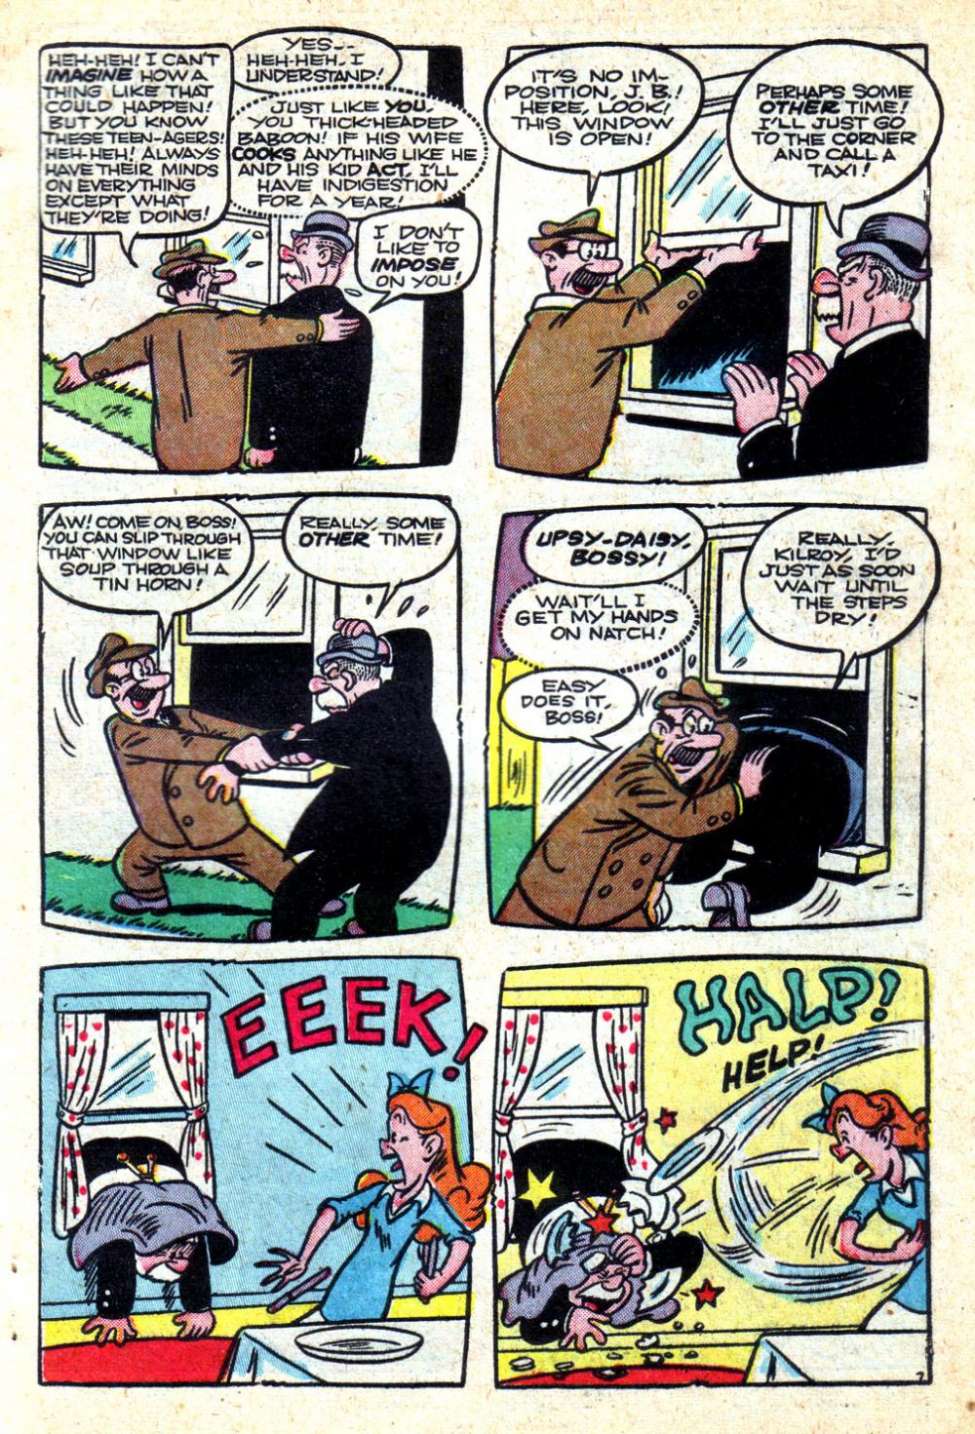 HEH-HEH! I CAN'T
IMAGINE HOW A
THING LIKE THAT
COULD HAPPEN!
BUT YOU KNOW
THESE TEEN-AGERS!
HEH-HEH! ALWAYS
HAVE THEIR MINDS
ON EVERYTHING
EXCEPT WHAT
THEY'RE DOING!
YES--
HEH-HEH, I
UNDERSTAND!
JUST LIKE YOU,
YOU THICK-HEADED
BABOON! IF HIS WIFE
COOKS ANYTHING LIKE HE
AND HIS KID ACT, I'LL
HAVE INDIGESTION
FOR A YEAR!
I DON'T
LIKE TO
IMPOSE
ON YOU!
IT'S NO IM-
POSITION, J.B.!
HERE, LOOK!
THIS WINDOW
IS OPEN!
PERHAPS SOME
OTHER TIME!
I'LL JUST GO
TO THE CORNER
AND CALL A
TAXI!
AW! COME ON, BOSS!
YOU CAN SLIP THROUGH
THAT WINDOW LIKE
SOUP THROUGH A
TIN HORN!
REALLY, SOME
OTHER TIME!
UPSY-DAISY,
BOSSY!
WAIT'LL I
GET MY HANDS
ON NATCH!
EASY
DOES IT,
BOSS!
REALLY,
KILROY, I'D
JUST AS SOON
WAIT UNTIL
THE STEPS
DRY!
EEEK!
HALP!
HELP!
7